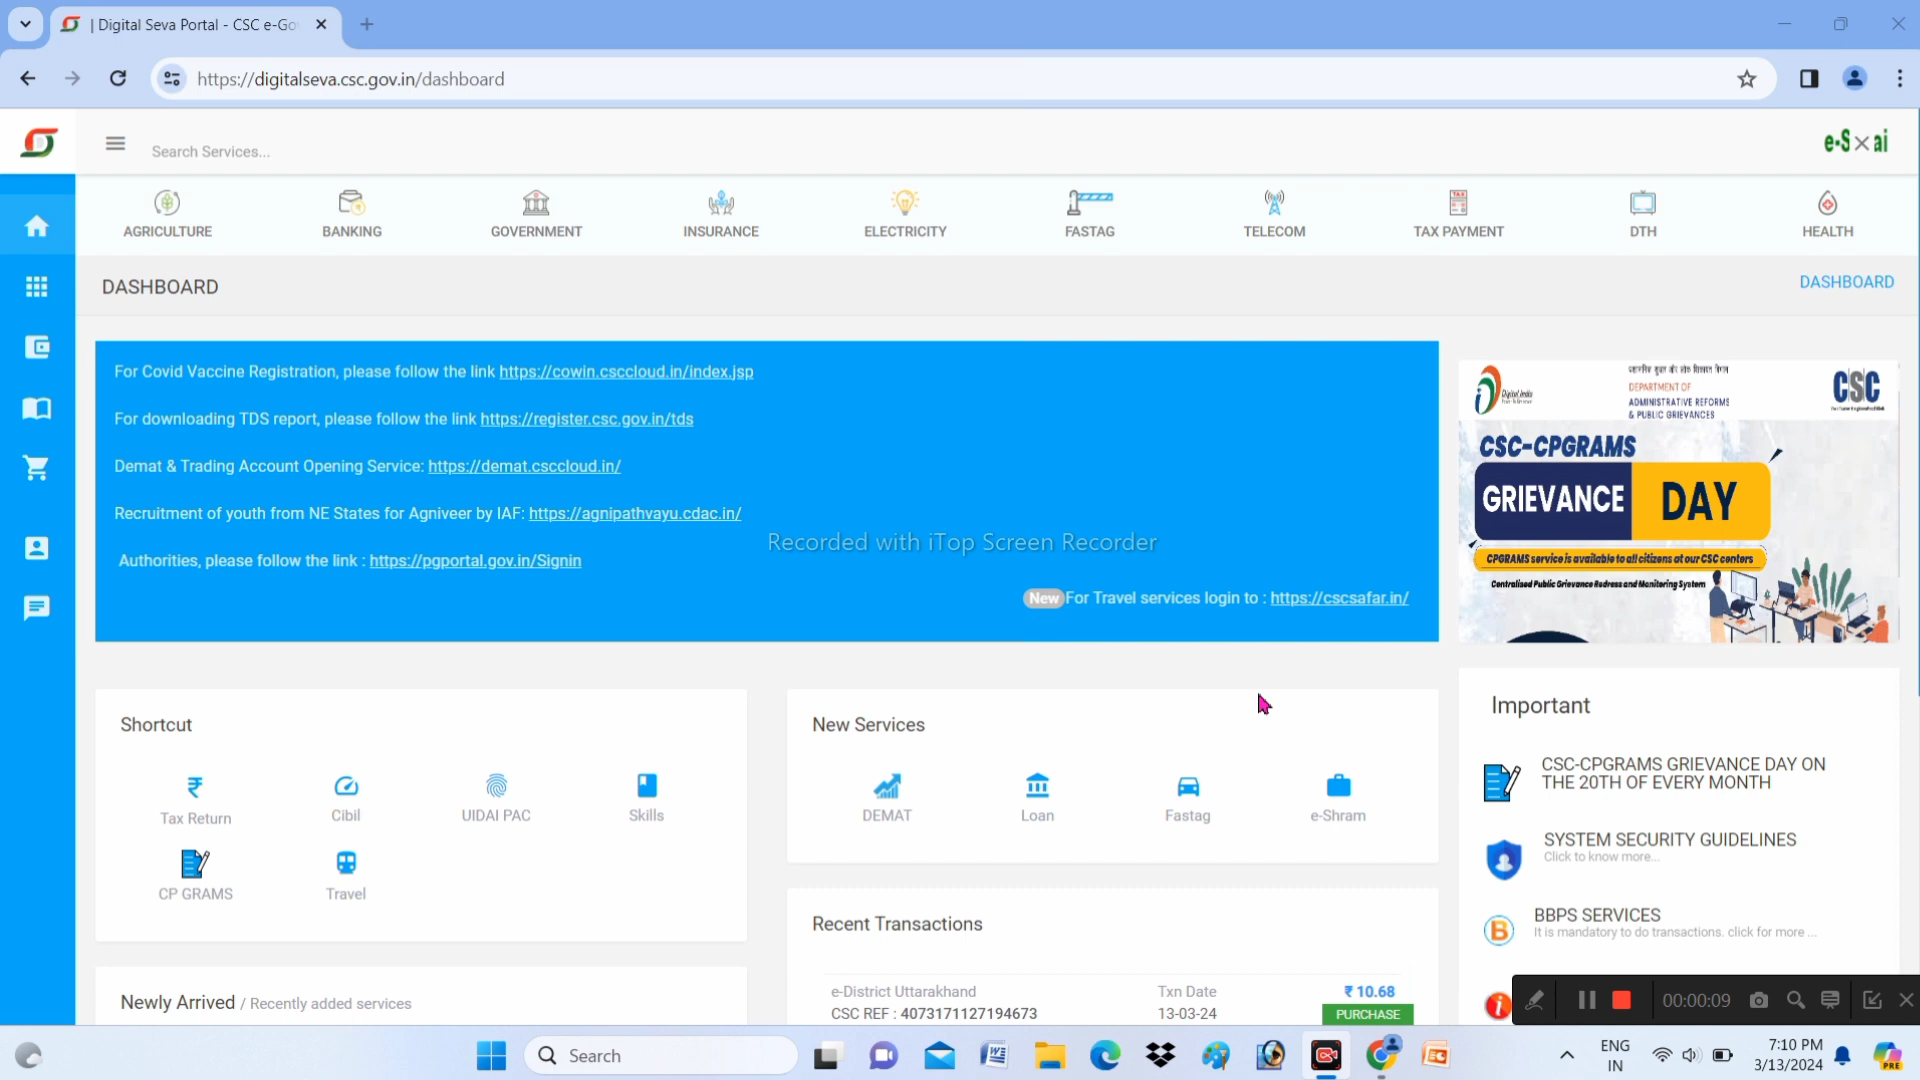 | Digital Seva Portal - CSC e-Go
https://digitalseva.csc.gov.in/dashboard
Search Services...
AGRICULTURE
BANKING
GOVERNMENT
INSURANCE
ELECTRICITY
FASTAG
TELECOM
TAX PAYMENT
DTH
HEALTH
DASHBOARD
DASHBOARD
For Covid Vaccine Registration, please follow the link https://cowin.csccloud.in/index.jsp
For downloading TDS report, please follow the link https://register.csc.gov.in/tds
Demat & Trading Account Opening Service: https://demat.csccloud.in/
Recruitment of youth from NE States for Agniveer by IAF: https://agnipathvayu.cdac.in/
Authorities, please follow the link : https://pgportal.gov.in/Signin
Recorded with iTop Screen Recorder
New For Travel services login to : https://cscsafar.in/
Digital India
DEPARTMENT OF
ADMINISTRATIVE REFORMS
& PUBLIC GRIEVANCES
CSC
CSC-CPGRAMS
GRIEVANCE DAY
CPGRAMS service is available to all citizens at our CSC centers
Centralised Public Grievance Redress and Monitoring System
Shortcut
Tax Return
Cibil
UIDAI PAC
Skills
CP GRAMS
Travel
New Services
DEMAT
Loan
Fastag
e-Shram
Important
CSC-CPGRAMS GRIEVANCE DAY ON
THE 20TH OF EVERY MONTH
SYSTEM SECURITY GUIDELINES
Click to know more...
BBPS SERVICES
It is mandatory to do transactions. click for more ...
Recent Transactions
e-District Uttarakhand
CSC REF : 4073171127194673
Txn Date
13-03-24
₹ 10.68
PURCHASE
Newly Arrived / Recently added services
00:00:09
Search
ENG
IN
7:10 PM
3/13/2024
PRE